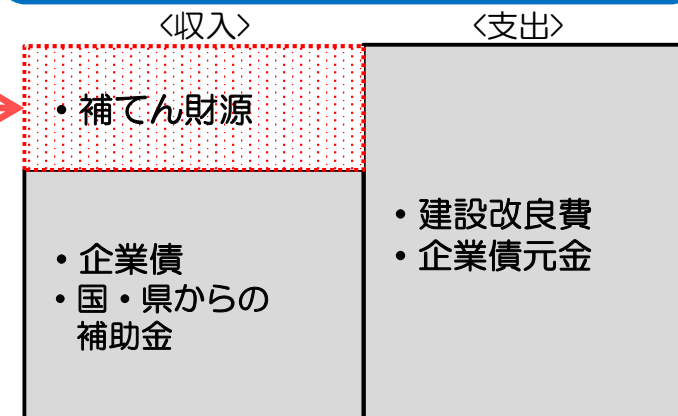 <収入>
<支出>
・補てん財源
・企業債
・国・県からの
補助金
・建設改良費
・企業債元金